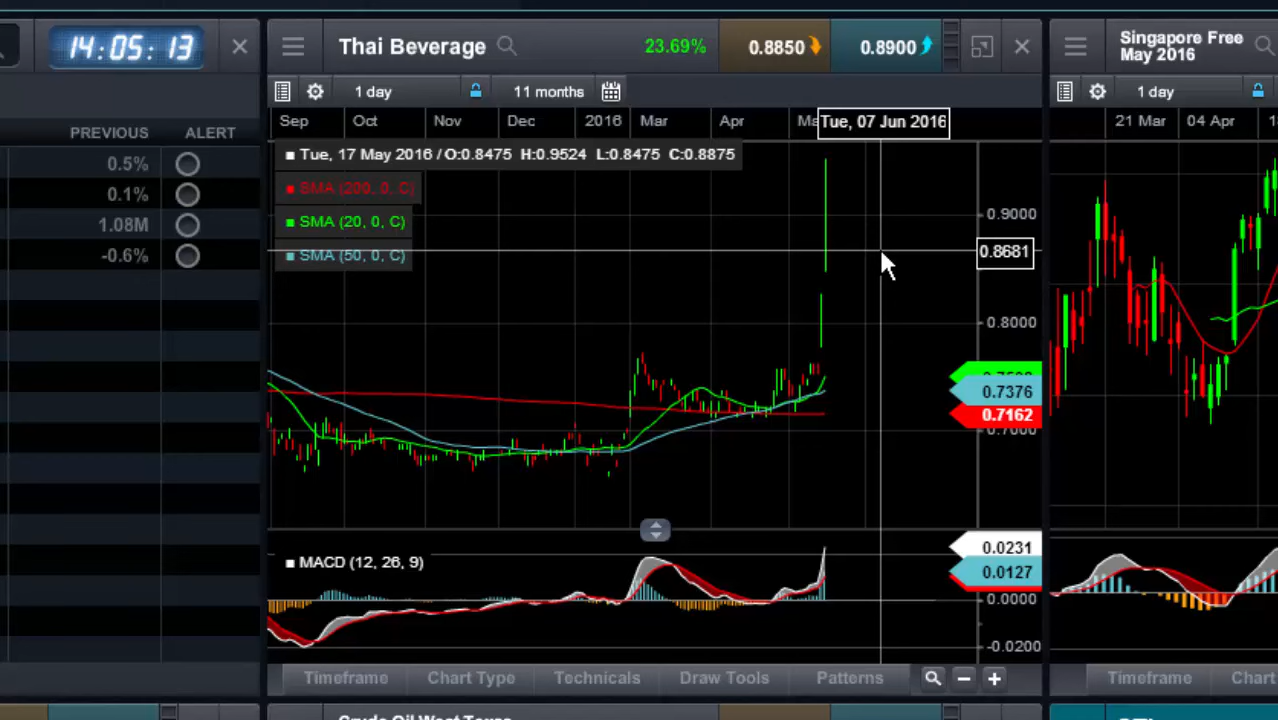 14:05:13
PREVIOUS ALERT
0.5%
0.1%
1.08M
-0.6%
Thai Beverage 23.69% 0.8850 0.8900
1 day 11 months
Sep Oct Nov Dec 2016 Mar Apr Tue, 07 Jun 2016
Tue, 17 May 2016 / O:0.8475 H:0.9524 L:0.8475 C:0.8875
SMA (200, 0, C)
SMA (20, 0, C)
SMA (50, 0, C)
0.9000
0.8681
0.8000
0.7376
0.7162
0.7000
MACD (12, 26, 9)
0.0231
0.0127
0.0000
-0.0200
Timeframe Chart Type Technicals Draw Tools Patterns
Singapore Free
May 2016
1 day
21 Mar 04 Apr
Timeframe Chart